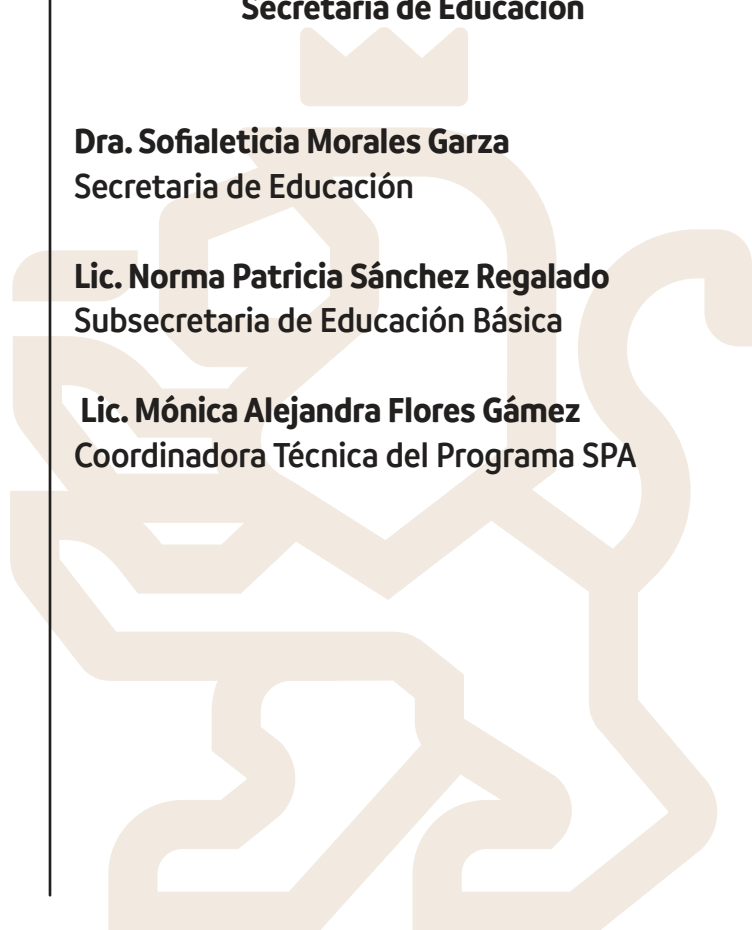 Secretaría de Educación
Dra. Sofialeticia Morales Garza
Secretaria de Educación
Lic. Norma Patricia Sánchez Regalado
Subsecretaria de Educación Básica
Lic. Mónica Alejandra Flores Gámez
Coordinadora Técnica del Programa SPA